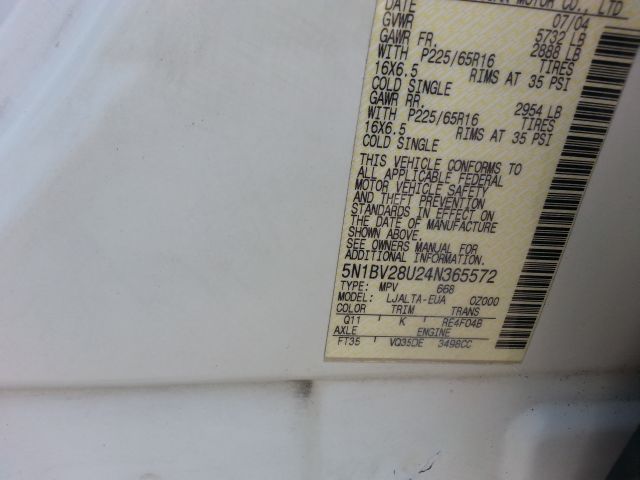 MOTOR CO., LTD
DATE 07/04
GVWR 5732 LB
GAWR FR. 2888 LB
WITH P225/65R16 TIRES
16X6.5 RIMS AT 35 PSI
COLD SINGLE
GAWR RR. 2954 LB
WITH P225/65R16 TIRES
16X6.5 RIMS AT 35 PSI
COLD SINGLE
THIS VEHICLE CONFORMS TO
ALL APPLICABLE FEDERAL
MOTOR VEHICLE SAFETY
AND THEFT PREVENTION
STANDARDS IN EFFECT ON
THE DATE OF MANUFACTURE
SHOWN ABOVE.
SEE OWNERS MANUAL FOR
ADDITIONAL INFORMATION.
5N1BV28U24N365572
TYPE: MPV 668
MODEL: LJALTA-EUA 0Z000
COLOR TRIM TRANS
Q11 K RE4F04B
AXLE ENGINE
FT35 VQ35DE 3498CC